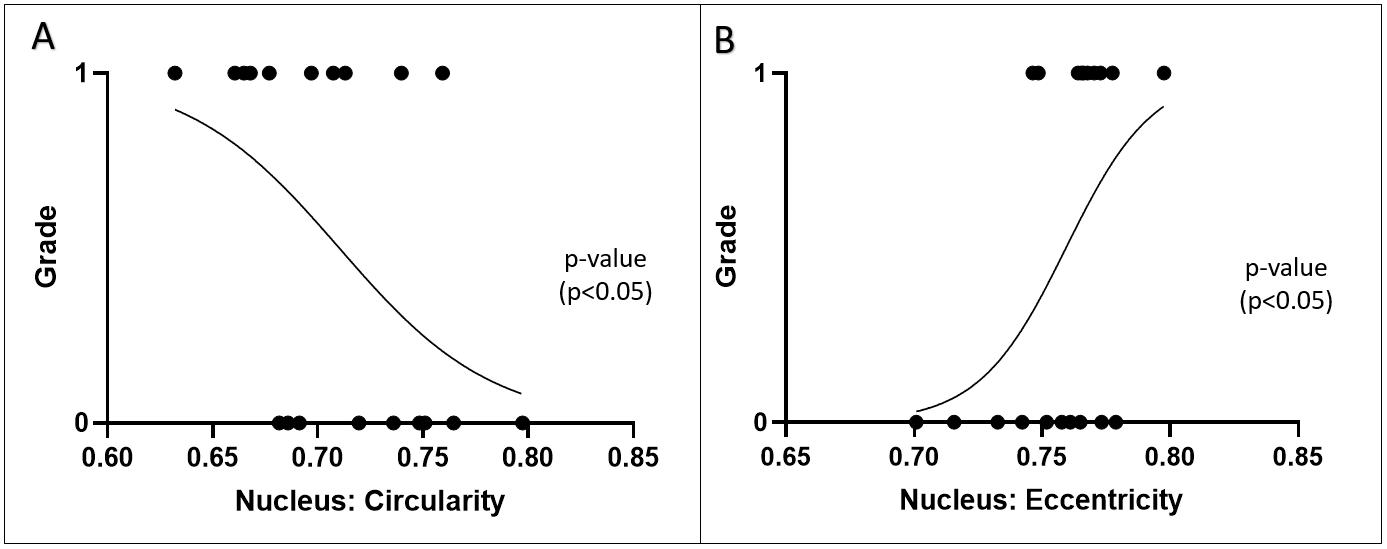 A
1
Grade
p-value
(p<0.05)
0
0.60 0.65 0.70 0.75 0.80 0.85
Nucleus: Circularity
B
1
Grade
p-value
(p<0.05)
0
0.65 0.70 0.75 0.80 0.85
Nucleus: Eccentricity